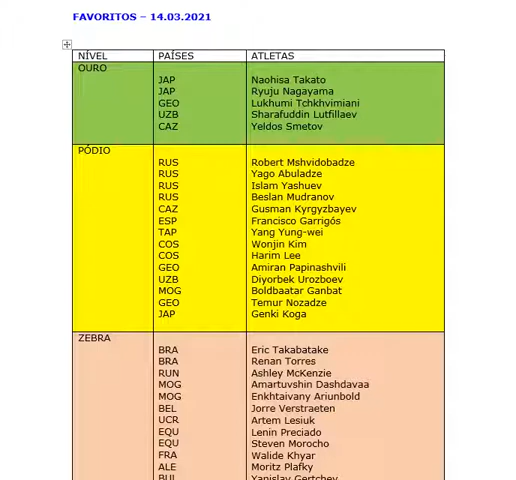 FAVORITOS – 14.03.2021
NÍVEL PAÍSES ATLETAS
OURO
JAP Naohisa Takato
JAP Ryuju Nagayama
GEO Lukhumi Tchkhvimiani
UZB Sharafuddin Lutfillaev
CAZ Yeldos Smetov
PÓDIO
RUS Robert Mshvidobadze
RUS Yago Abuladze
RUS Islam Yashuev
RUS Beslan Mudranov
CAZ Gusman Kyrgyzbayev
ESP Francisco Garrigós
TAP Yang Yung-wei
COS Wonjin Kim
COS Harim Lee
GEO Amiran Papinashvili
UZB Diyorbek Urozboev
MOG Boldbaatar Ganbat
GEO Temur Nozadze
JAP Genki Koga
ZEBRA
BRA Eric Takabatake
BRA Renan Torres
RUN Ashley McKenzie
MOG Amartuvshin Dashdavaa
MOG Enkhtaivany Ariunbold
BEL Jorre Verstraeten
UCR Artem Lesiuk
EQU Lenin Preciado
EQU Steven Morocho
FRA Walide Khyar
ALE Moritz Plafky
BUL Yanislav Gertchev